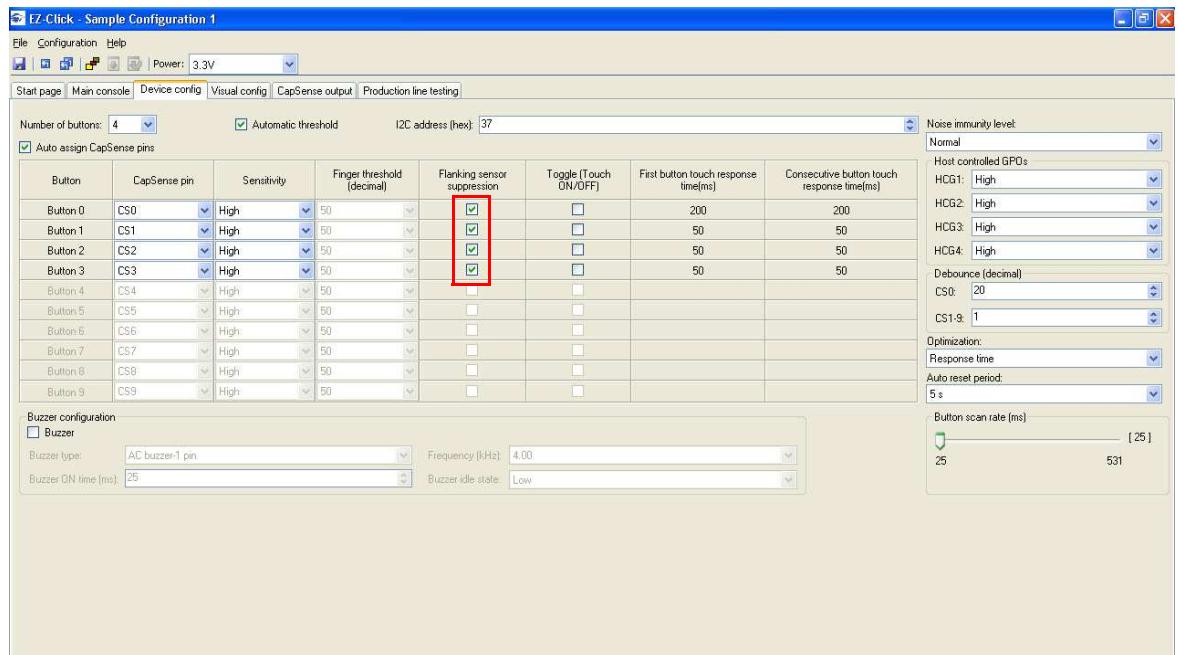 EZ-Click - Sample Configuration 1
File Configuration Help
Power: 3.3V
Start page Main console Device config Visual config CapSense output Production line testing
Number of buttons: 4 Automatic threshold I2C address (hex): 37
Auto assign CapSense pins
Button CapSense pin Sensitivity Finger threshold (decimal) Flanking sensor suppression Toggle (Touch ON/OFF) First button touch response time(ms) Consecutive button touch response time(ms)
Button 0 CS0 High 50 200 200
Button 1 CS1 High 50 50 50
Button 2 CS2 High 50 50 50
Button 3 CS3 High 50 50 50
Button 4 CS4 High 50
Button 5 CS5 High 50
Button 6 CS6 High 50
Button 7 CS7 High 50
Button 8 CS8 High 50
Button 9 CS9 High 50
Buzzer configuration
Buzzer
Buzzer type: AC buzzer-1 pin Frequency (kHz): 4.00
Buzzer ON time (ms): 25 Buzzer idle state: Low
Noise immunity level:
Normal
Host controlled GPOs
HCG1: High
HCG2: High
HCG3: High
HCG4: High
Debounce (decimal)
CS0: 20
CS1-9: 1
Optimization:
Response time
Auto reset period:
5 s
Button scan rate (ms)
[ 25 ]
25 531